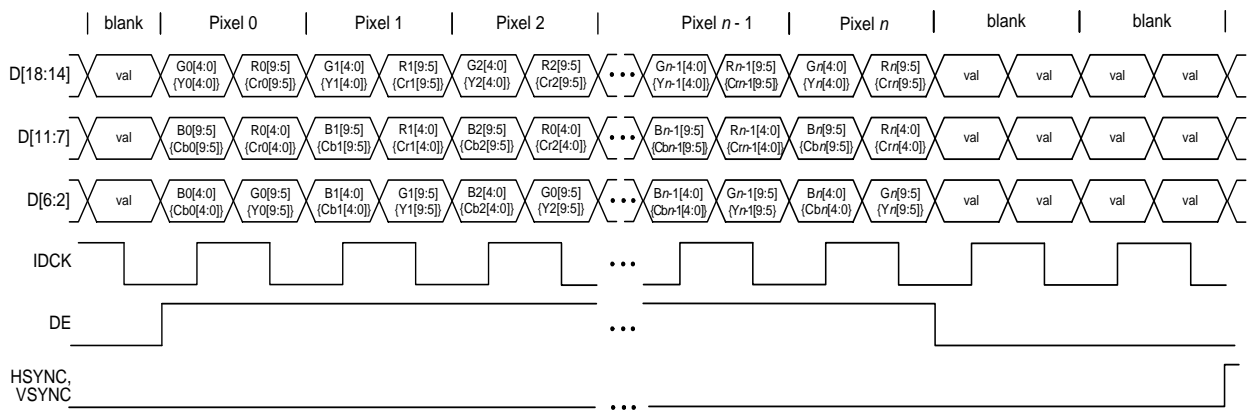 blank Pixel 0 Pixel 1 Pixel 2 Pixel n - 1 Pixel n blank blank
D[18:14] val G0[4:0] R0[9:5] G1[4:0] R1[9:5] G2[4:0] R2[9:5] Gn-1[4:0] Rn-1[9:5] Gn[4:0] Rn[9:5] val val val val
{Y0[4:0]} {Cr0[9:5]} {Y1[4:0]} {Cr1[9:5]} {Y2[4:0]} {Cr2[9:5]} {Yn-1[4:0]} {Crn-1[9:5]} {Yn[4:0]} {Crn[9:5]}
D[11:7] val B0[9:5] R0[4:0] B1[9:5] R1[4:0] B2[9:5] R0[4:0] Bn-1[9:5] Rn-1[4:0] Bn[9:5] Rn[4:0] val val val val
{Cb0[9:5]} {Cr0[4:0]} {Cb1[9:5]} {Cr1[4:0]} {Cb2[9:5]} {Cr2[4:0]} {Cbn-1[9:5]} {Crn-1[4:0]} {Cbn[9:5]} {Crn[4:0]}
D[6:2] val B0[4:0] G0[9:5] B1[4:0] G1[9:5] B2[4:0] G0[9:5] Bn-1[4:0] Gn-1[9:5] Bn[4:0] Gn[9:5] val val val val
{Cb0[4:0]} {Y0[9:5]} {Cb1[4:0]} {Y1[9:5]} {Cb2[4:0]} {Y2[9:5]} {Cbn-1[4:0]} {Yn-1[9:5} {Cbn[4:0} {Yn[9:5]}
IDCK
DE
HSYNC,
VSYNC